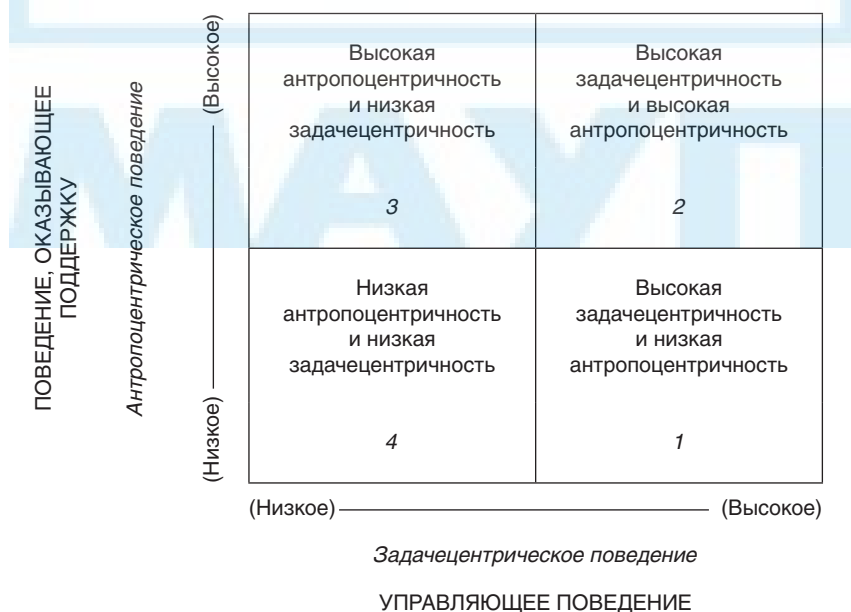 ПОВЕДЕНИЕ, ОКАЗЫВАЮЩЕЕ
ПОДДЕРЖКУ
Антропоцентрическое поведение
(Высокое)
(Низкое)
Высокая
антропоцентричность
и низкая
задачецентричность
3
Высокая
задачецентричность
и высокая
антропоцентричность
2
Низкая
антропоцентричность
и низкая
задачецентричность
4
Высокая
задачецентричность
и низкая
антропоцентричность
1
(Низкое)
(Высокое)
Задачецентрическое поведение
УПРАВЛЯЮЩЕЕ ПОВЕДЕНИЕ
МАУП